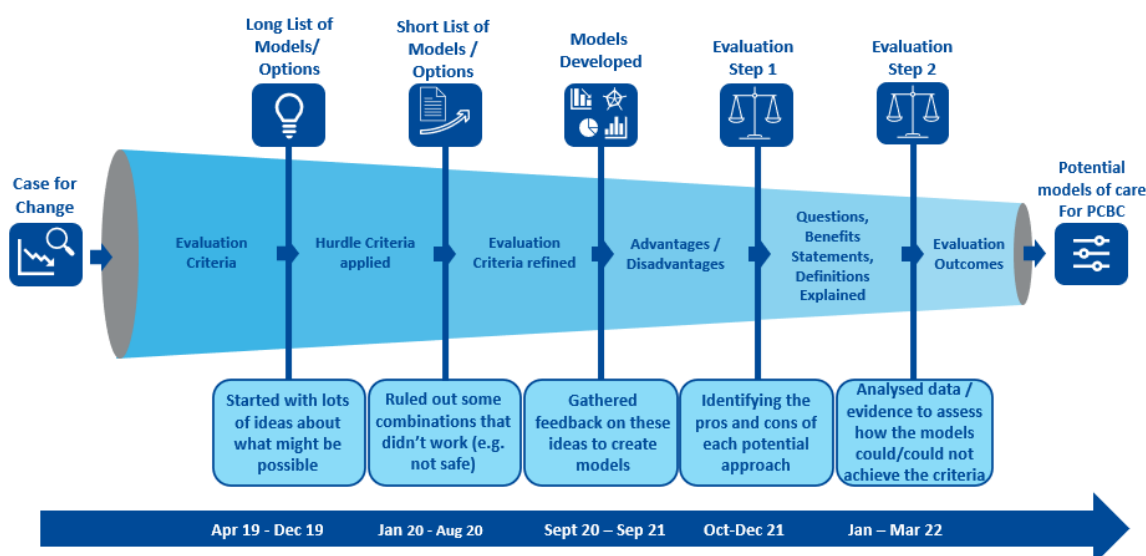 Long List of
Models/
Options
Short List of
Models /
Options
Models
Developed
Evaluation
Step 1
Evaluation
Step 2
Case for
Change
Potential
models of care
For PCBC
Evaluation
Criteria
Hurdle Criteria
applied
Evaluation
Criteria refined
Advantages /
Disadvantages
Questions,
Benefits
Statements,
Definitions
Explained
Evaluation
Outcomes
Started with lots
of ideas about
what might be
possible
Ruled out some
combinations that
didn't work (e.g.
not safe)
Gathered
feedback on these
ideas to create
models
Identifying the
pros and cons of
each potential
approach
Analysed data /
evidence to assess
how the models
could/could not
achieve the criteria
Apr 19 - Dec 19
Jan 20 - Aug 20
Sept 20 – Sep 21
Oct-Dec 21
Jan – Mar 22